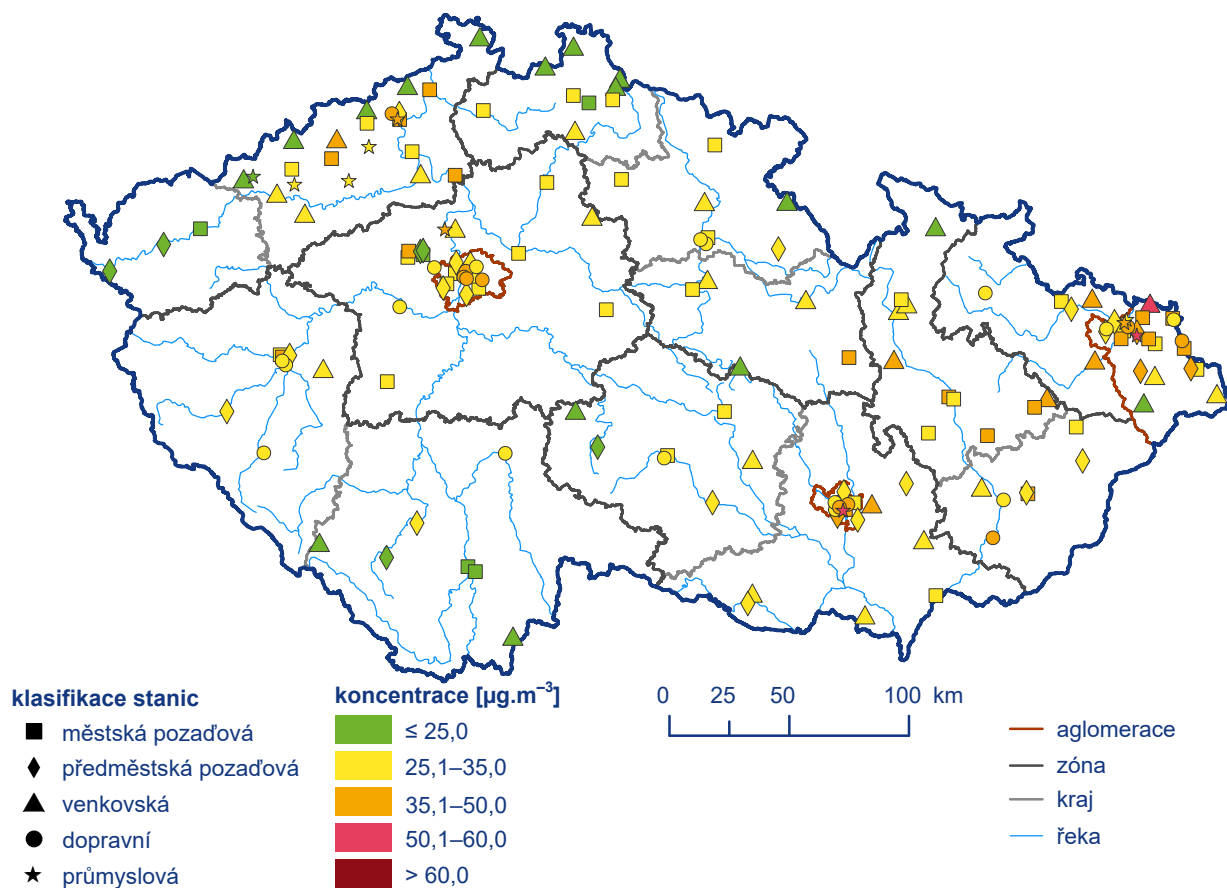 klasifikace stanic
městská pozaďová
předměstská pozaďová
venkovská
dopravní
průmyslová
koncentrace [µg.m⁻³]
≤ 25,0
25,1–35,0
35,1–50,0
50,1–60,0
> 60,0
0 25 50 100 km
aglomerace
zóna
kraj
řeka